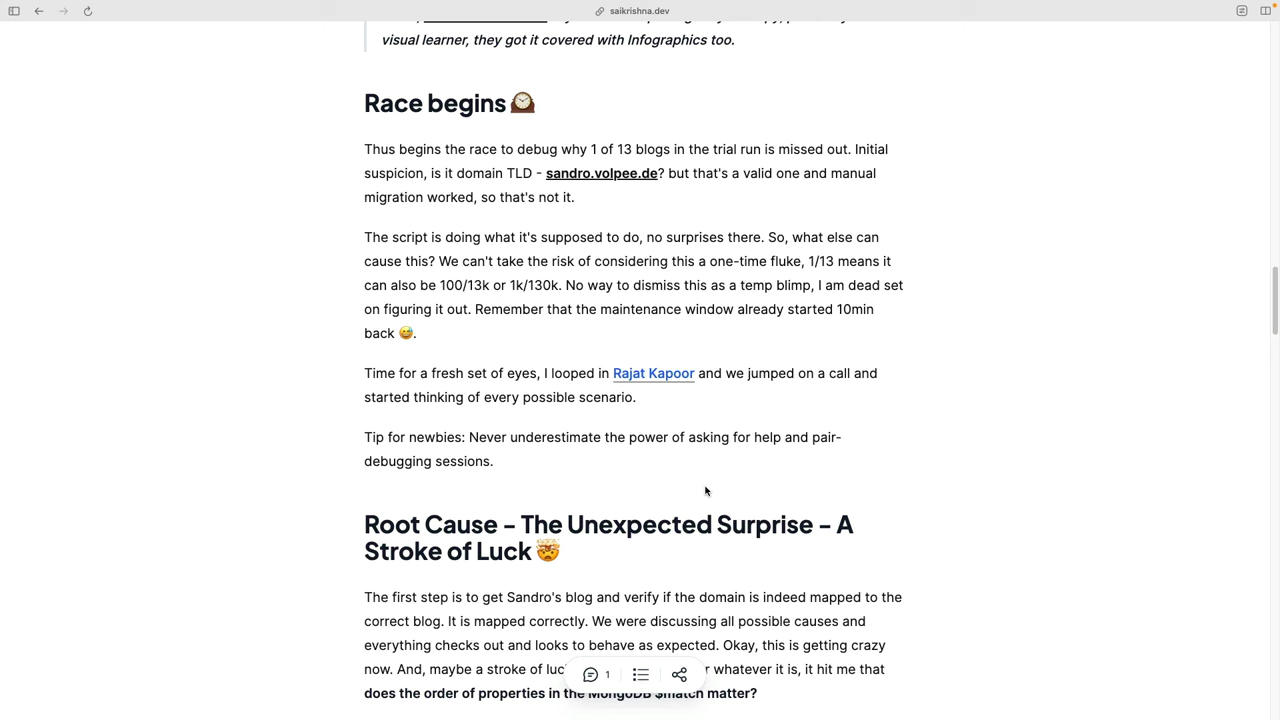 saikrishna.dev
visual learner, they got it covered with Infographics too.
Race begins 🕰️
Thus begins the race to debug why 1 of 13 blogs in the trial run is missed out. Initial
suspicion, is it domain TLD - sandro.volpee.de? but that's a valid one and manual
migration worked, so that's not it.
The script is doing what it's supposed to do, no surprises there. So, what else can
cause this? We can't take the risk of considering this a one-time fluke, 1/13 means it
can also be 100/13k or 1k/130k. No way to dismiss this as a temp blimp, I am dead set
on figuring it out. Remember that the maintenance window already started 10min
back 😅.
Time for a fresh set of eyes, I looped in Rajat Kapoor and we jumped on a call and
started thinking of every possible scenario.
Tip for newbies: Never underestimate the power of asking for help and pair-
debugging sessions.
Root Cause – The Unexpected Surprise – A
Stroke of Luck 🤯
The first step is to get Sandro's blog and verify if the domain is indeed mapped to the
correct blog. It is mapped correctly. We were discussing all possible causes and
everything checks out and looks to behave as expected. Okay, this is getting crazy
now. And, maybe a stroke of whatever it is, it hit me that
1
does the order of properties in the MongoDB $match matter?